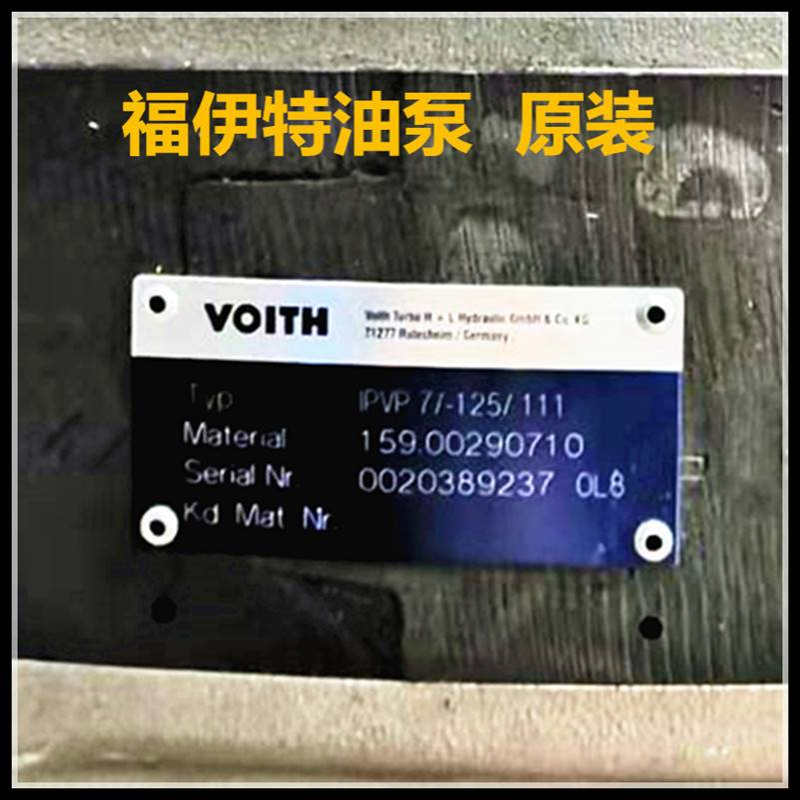 福伊特油泵 原装
VOITH
Voith Turbo H + L Hydraulic GmbH & Co. KG
71277 Rutesheim / Germany
Typ IPVP 7/-125/ 111
Material 159.00290710
Serial Nr. 0020389237 0L8
Kd Mat Nr.